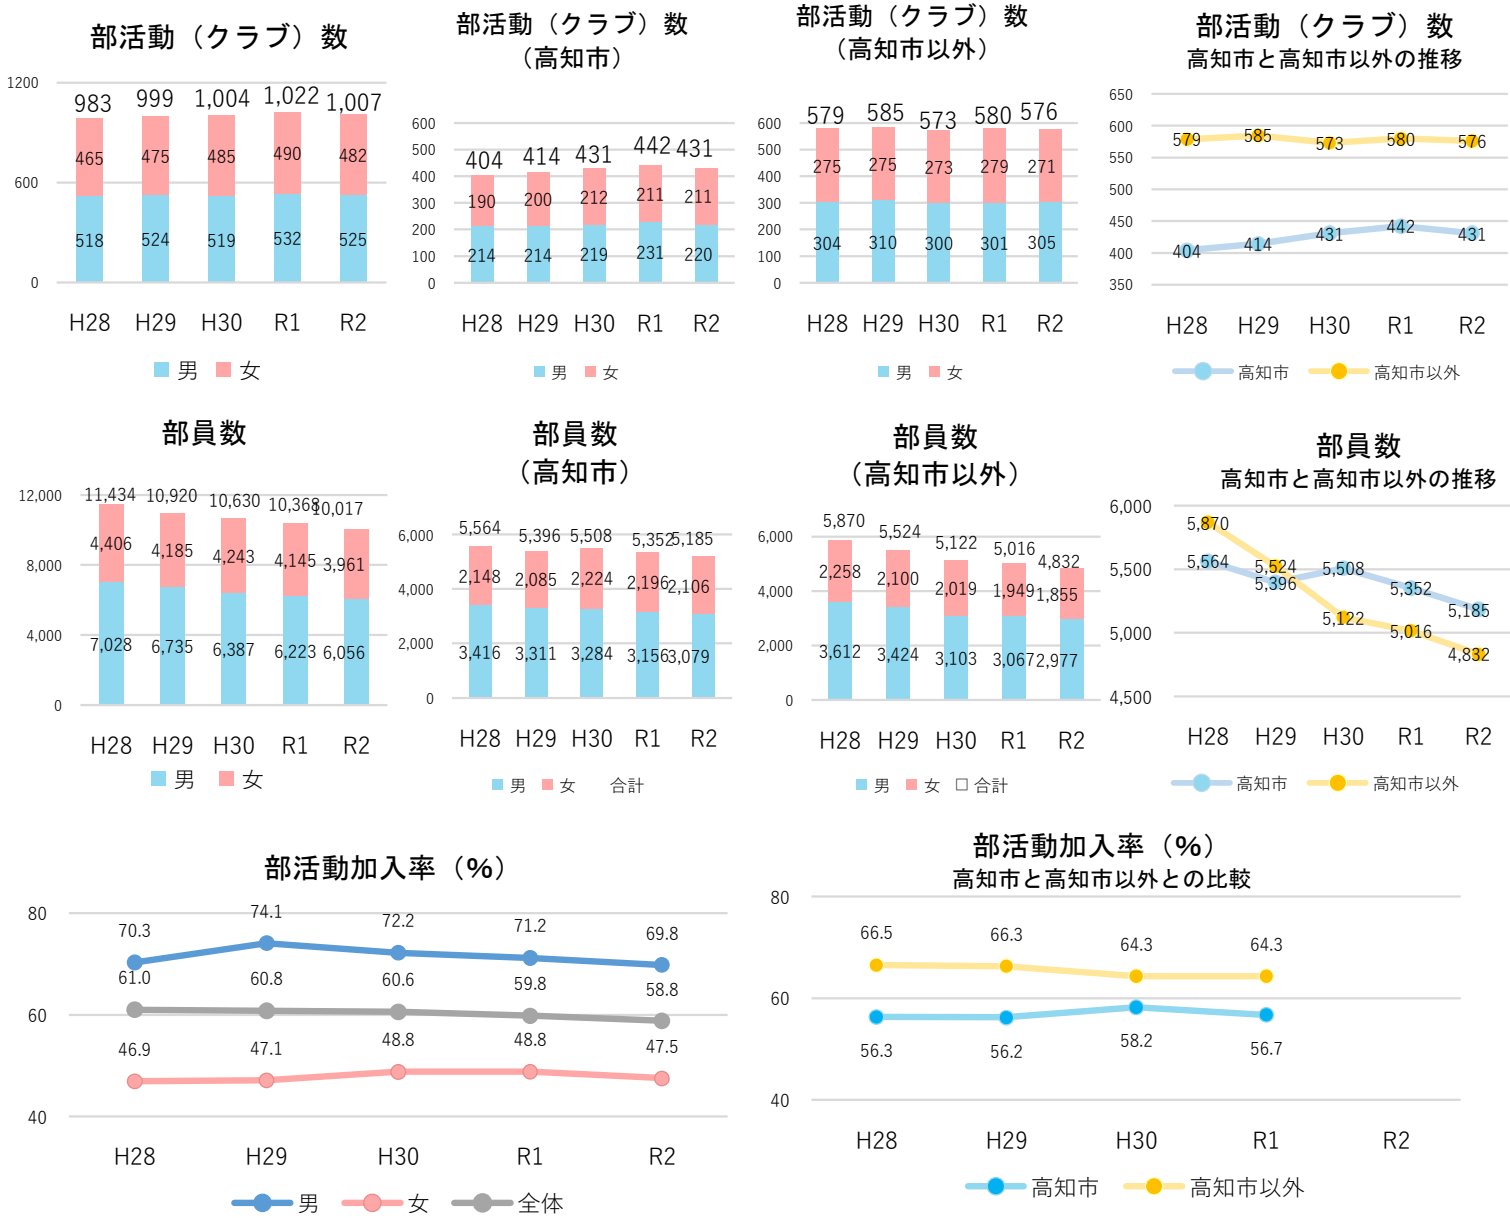 部活動（クラブ）数
1200
600
0
983
999
1,004
1,022
1,007
465
475
485
490
482
518
524
519
532
525
H28
H29
H30
R1
R2
男
女
部活動（クラブ）数
（高知市）
600
500
400
300
200
100
0
404
414
431
442
431
190
200
212
211
211
214
214
219
231
220
H28
H29
H30
R1
R2
男
女
部活動（クラブ）数
（高知市以外）
600
500
400
300
200
100
0
579
585
573
580
576
275
275
273
279
271
304
310
300
301
305
H28
H29
H30
R1
R2
男
女
部活動（クラブ）数
高知市と高知市以外の推移
650
600
550
500
450
400
350
579
585
573
580
576
404
414
431
442
431
H28
H29
H30
R1
R2
高知市
高知市以外
部員数
12,000
8,000
4,000
0
11,434
10,920
10,630
10,368
10,017
4,406
4,185
4,243
4,145
3,961
7,028
6,735
6,387
6,223
6,056
H28
H29
H30
R1
R2
男
女
部員数
（高知市）
6,000
4,000
2,000
0
5,564
5,396
5,508
5,352
5,185
2,148
2,085
2,224
2,196
2,106
3,416
3,311
3,284
3,156
3,079
H28
H29
H30
R1
R2
男
女
合計
部員数
（高知市以外）
6,000
4,000
2,000
0
5,870
5,524
5,122
5,016
4,832
2,258
2,100
2,019
1,949
1,855
3,612
3,424
3,103
3,067
2,977
H28
H29
H30
R1
R2
男
女
合計
部員数
高知市と高知市以外の推移
6,000
5,500
5,000
4,500
5,870
5,524
5,122
5,016
4,832
5,564
5,396
5,508
5,352
5,185
H28
H29
H30
R1
R2
高知市
高知市以外
部活動加入率（%）
80
60
40
70.3
74.1
72.2
71.2
69.8
61.0
60.8
60.6
59.8
58.8
46.9
47.1
48.8
48.8
47.5
H28
H29
H30
R1
R2
男
女
全体
部活動加入率（%）
高知市と高知市以外との比較
80
60
40
66.5
66.3
64.3
64.3
56.3
56.2
58.2
56.7
H28
H29
H30
R1
R2
高知市
高知市以外